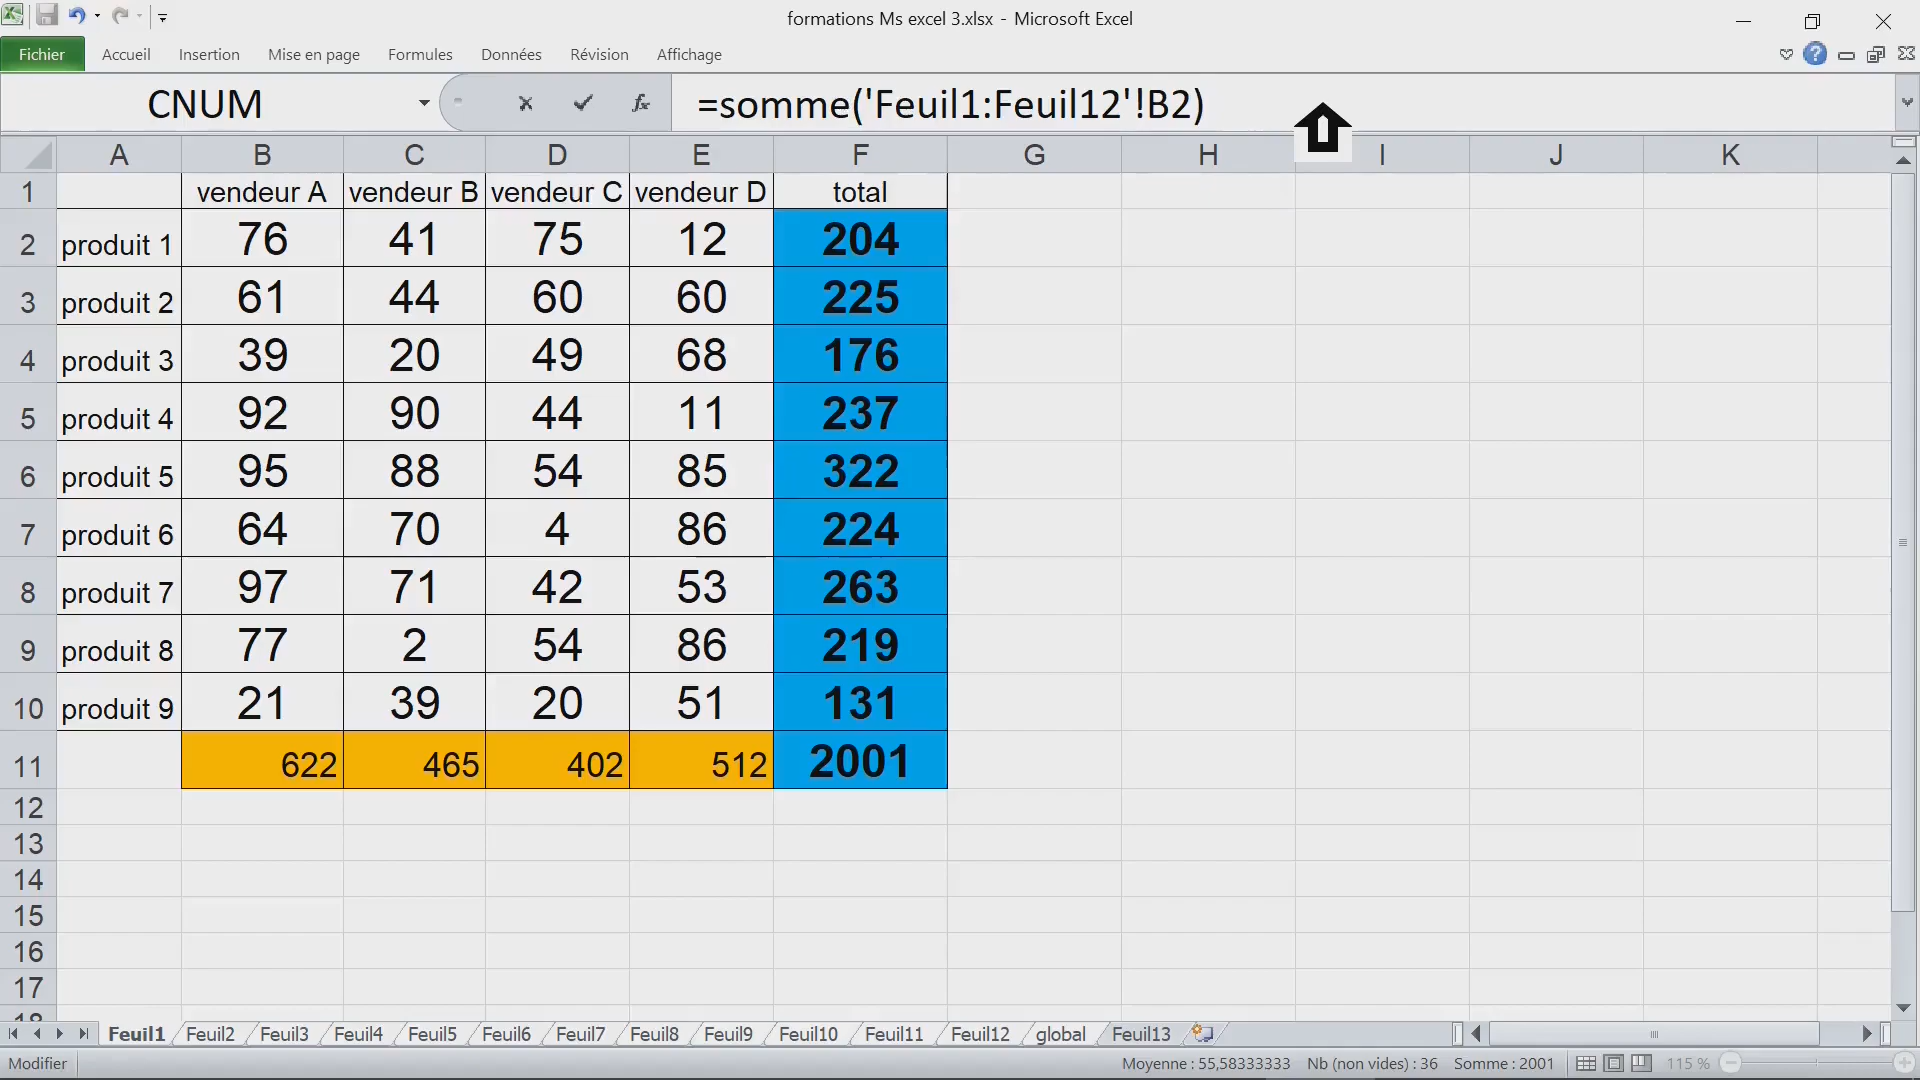 formations Ms excel 3.xlsx - Microsoft Excel
Fichier Accueil Insertion Mise en page Formules Données Révision Affichage
CNUM =somme('Feuil1:Feuil12'!B2)
A B C D E F G H I J K
1 vendeur A vendeur B vendeur C vendeur D total
2 produit 1 76 41 75 12 204
3 produit 2 61 44 60 60 225
4 produit 3 39 20 49 68 176
5 produit 4 92 90 44 11 237
6 produit 5 95 88 54 85 322
7 produit 6 64 70 4 86 224
8 produit 7 97 71 42 53 263
9 produit 8 77 2 54 86 219
10 produit 9 21 39 20 51 131
11 622 465 402 512 2001
12
13
14
15
16
17
18
Feuil1 Feuil2 Feuil3 Feuil4 Feuil5 Feuil6 Feuil7 Feuil8 Feuil9 Feuil10 Feuil11 Feuil12 global Feuil13
Modifier Moyenne : 55,58333333 Nb (non vides) : 36 Somme : 2001 115 %